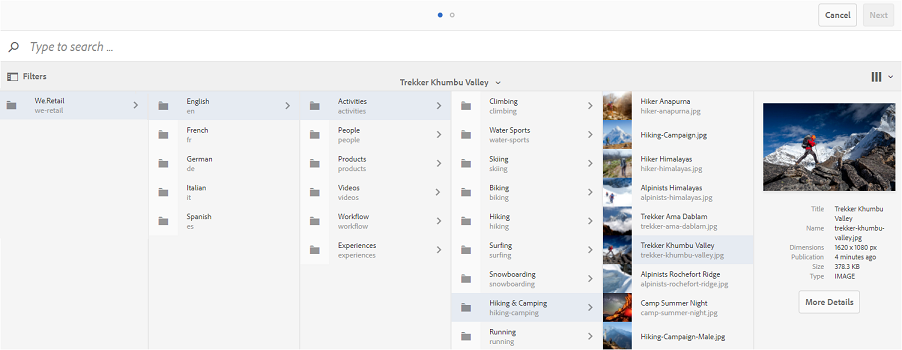 Cancel
Next
Type to search ...
Filters
Trekker Khumbu Valley
We.Retail
we-retail
English
en
French
fr
German
de
Italian
it
Spanish
es
Activities
activities
People
people
Products
products
Videos
videos
Workflow
workflow
Experiences
experiences
Climbing
climbing
Water Sports
water-sports
Skiing
skiing
Biking
biking
Hiking
hiking
Surfing
surfing
Snowboarding
snowboarding
Hiking & Camping
hiking-camping
Running
running
Hiker Anapurna
hiker-anapurna.jpg
Hiking-Campaign.jpg
Hiker Himalayas
hiker-himalayas.jpg
Alpinists Himalayas
alpinists-himalayas.jpg
Trekker Ama Dablam
trekker-ama-dablam.jpg
Trekker Khumbu Valley
trekker-khumbu-valley.jpg
Alpinists Rochefort Ridge
alpinists-rochefort-ridge.jpg
Camp Summer Night
camp-summer-night.jpg
Hiking-Campaign-Male.jpg
Title Trekker Khumbu
Valley
Name trekker-khumbu-
valley.jpg
Dimensions 1620 x 1080 px
Publication 4 minutes ago
Size 378.3 KB
Type IMAGE
More Details